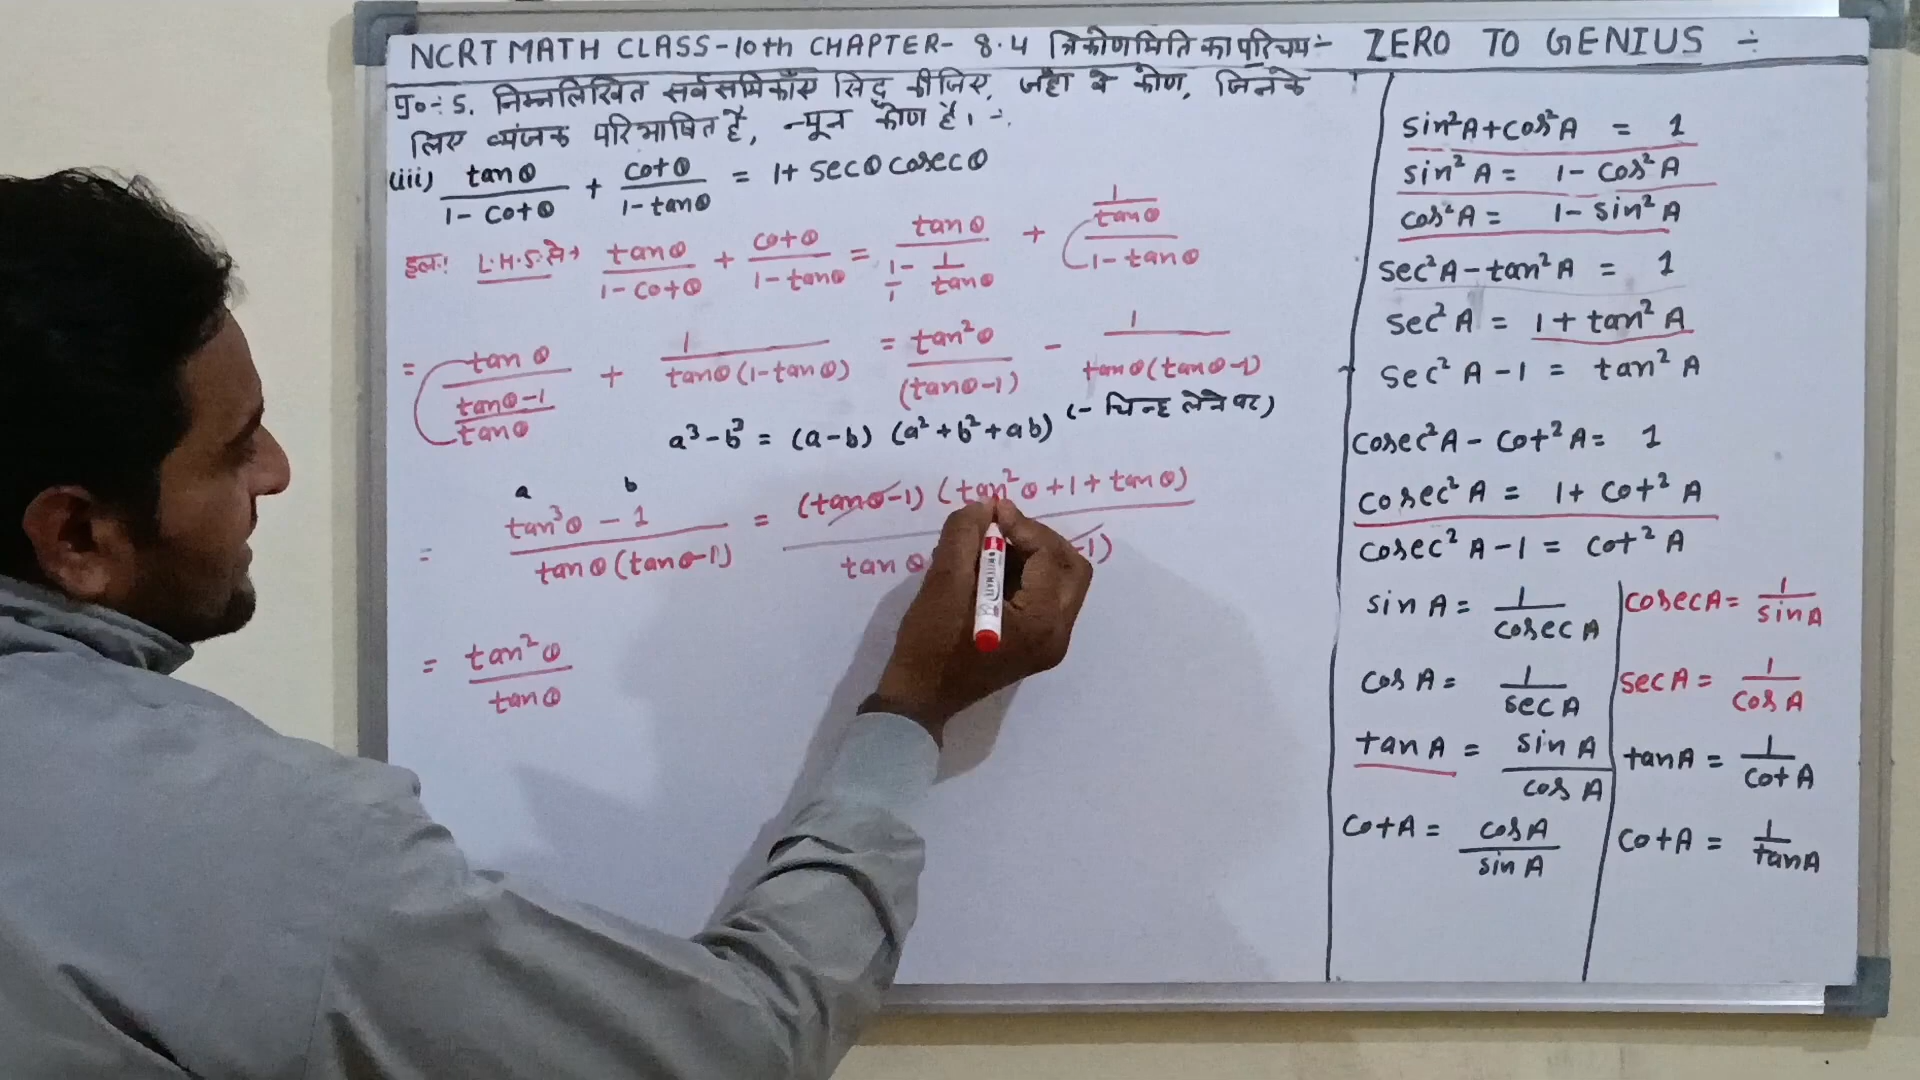 NCRT MATH CLASS-10th CHAPTER- 8.4 त्रिकोणमिति का परिचय÷ ZERO TO GENIUS ÷
प्र०÷5. निम्नलिखित सर्वसमिकाँए सिद्ध कीजिए, जहाँ वे कोण, जिनके
लिए व्यंजक परिभाषित है, न्यून कोण है। ÷.
(iii) tanθ/(1-cotθ) + cotθ/(1-tanθ) = 1+ secθ cosecθ
हलः! L.H.S.से→ tanθ/(1-cotθ) + cotθ/(1-tanθ) = tanθ/(1/1 - 1/tanθ) + (1/tanθ)/(1-tanθ)
= tanθ/((tanθ-1)/tanθ) + 1/(tanθ(1-tanθ)) = tan²θ/(tanθ-1) - 1/(tanθ(tanθ-1))
(- चिन्ह लेने पर)
a³-b³ = (a-b) (a²+b²+ab)
a b
= (tan³θ - 1)/(tanθ(tanθ-1)) = (tanθ-1)(tan²θ+1+tanθ)/tanθ -1)
= tan²θ/tanθ
sin²A+cos²A = 1
sin²A = 1-cos²A
cos²A = 1-sin²A
sec²A-tan²A = 1
sec²A = 1+tan²A
sec²A-1 = tan²A
cosec²A-cot²A= 1
cosec²A = 1+cot²A
cosec²A-1 = cot²A
sinA = 1/cosecA
cosA = 1/secA
tanA = sinA/cosA
cotA = cosA/sinA
cosecA = 1/sinA
secA = 1/cosA
tanA = 1/cotA
cotA = 1/tanA